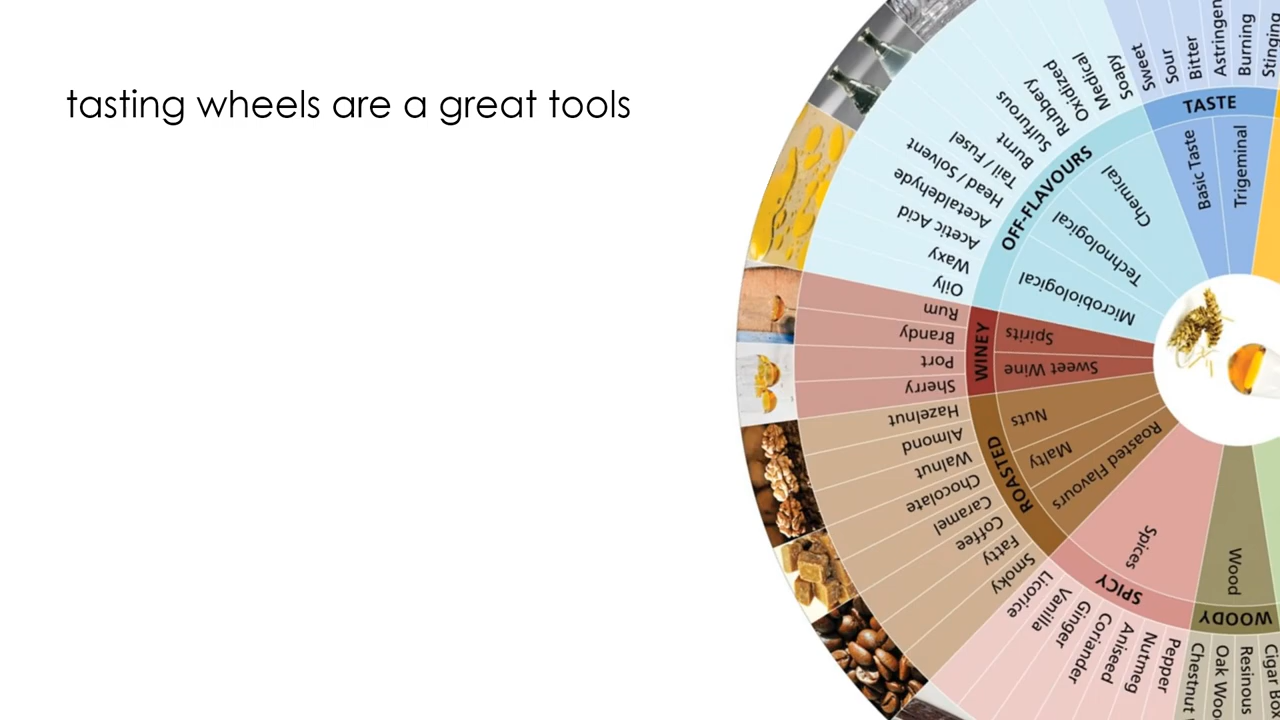 tasting wheels are a great tools
TASTE
Basic Taste
Trigeminal
Sweet
Sour
Bitter
Burning
Stinging
OFF-FLAVOURS
Chemical
Technological
Microbiological
Soapy
Medical
Oxidized
Rubbery
Sulfurous
Burnt
Tail / Fusel
Head / Solvent
Acetaldehyde
Acetic Acid
Waxy
Oily
WINEY
Spirits
Sweet Wine
Rum
Brandy
Port
Sherry
ROASTED
Nuts
Malty
Roasted Flavours
Hazelnut
Almond
Walnut
Chocolate
Caramel
Coffee
Fatty
Smoky
SPICY
Spices
Licorice
Vanilla
Ginger
Coriander
Aniseed
Nutmeg
Pepper
WOODY
Wood
Chestnut
Oak
Resinous
Cigar